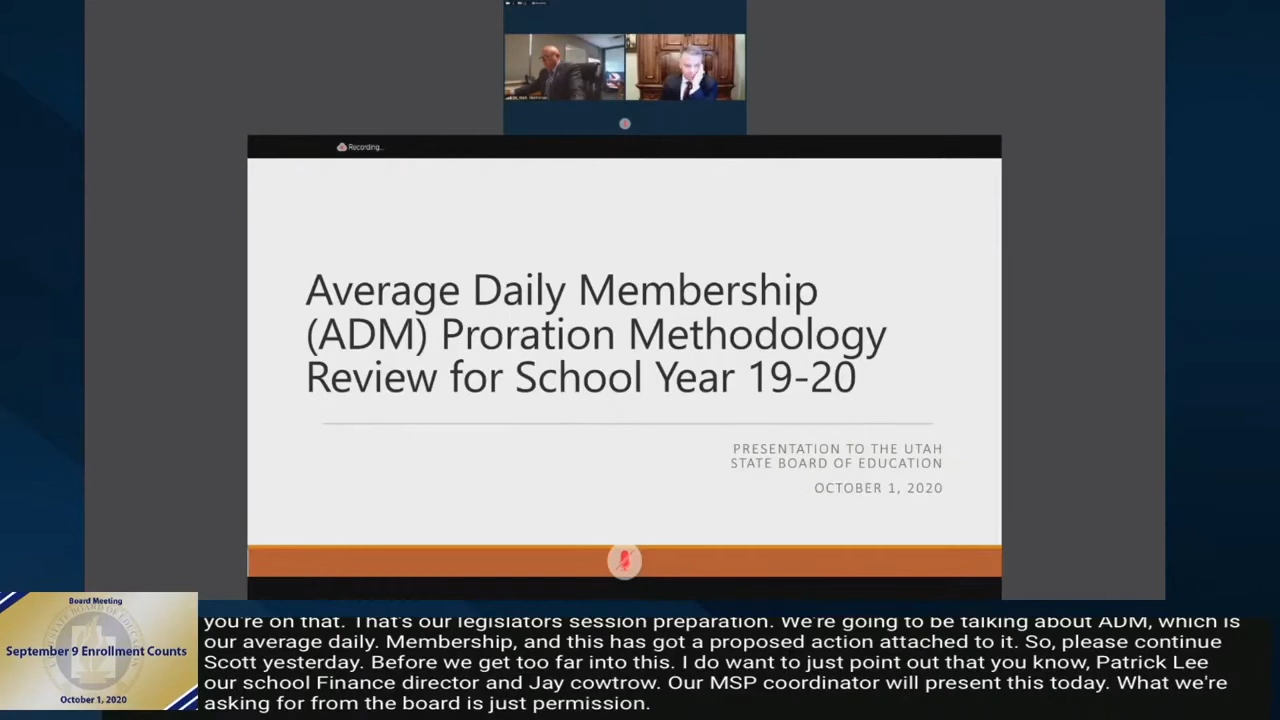 Recording...
Average Daily Membership
(ADM) Proration Methodology
Review for School Year 19-20
PRESENTATION TO THE UTAH
STATE BOARD OF EDUCATION
OCTOBER 1, 2020
Board Meeting
September 9 Enrollment Counts
October 1, 2020
you're on that. That's our legislators session preparation. We're going to be talking about ADM, which is
our average daily. Membership, and this has got a proposed action attached to it. So, please continue
Scott yesterday. Before we get too far into this. I do want to just point out that you know, Patrick Lee
our school Finance director and Jay cowtrow. Our MSP coordinator will present this today. What we're
asking for from the board is just permission.